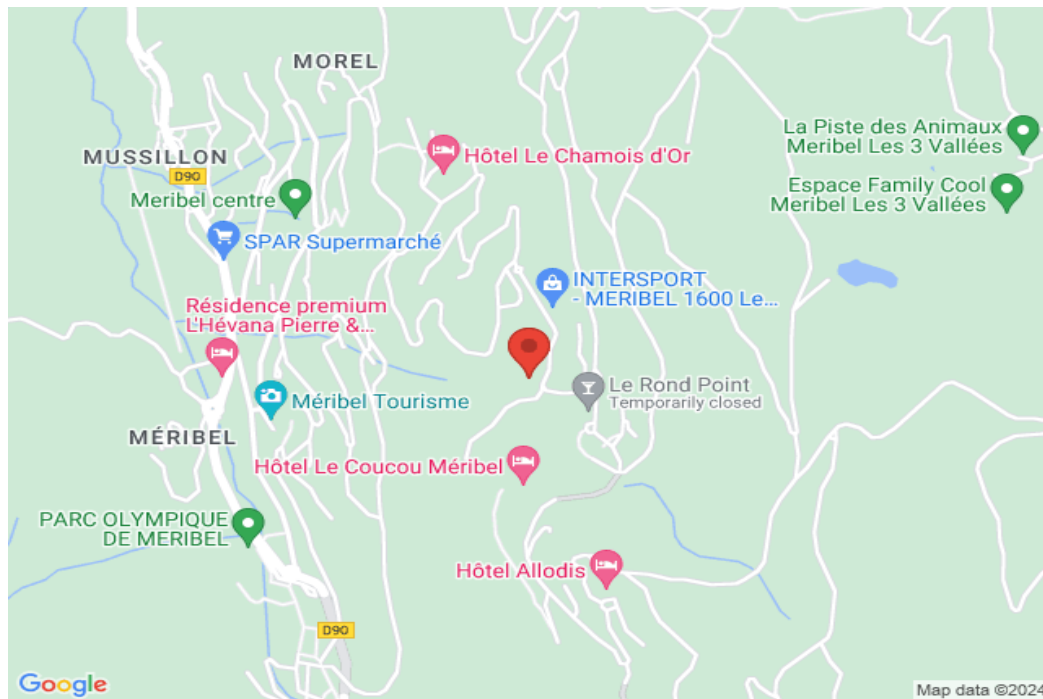 MOREL
La Piste des Animaux
Meribel Les 3 Vallées
MUSSILLON
Hôtel Le Chamois d'Or
D90
Espace Family Cool
Meribel Les 3 Vallées
Meribel centre
SPAR Supermarché
INTERSPORT
- MERIBEL 1600 Le...
Résidence premium
L'Hévana Pierre &...
Le Rond Point
Temporarily closed
Méribel Tourisme
MÉRIBEL
Hôtel Le Coucou Méribel
PARC OLYMPIQUE
DE MERIBEL
Hôtel Allodis
D90
Google
Map data ©2024